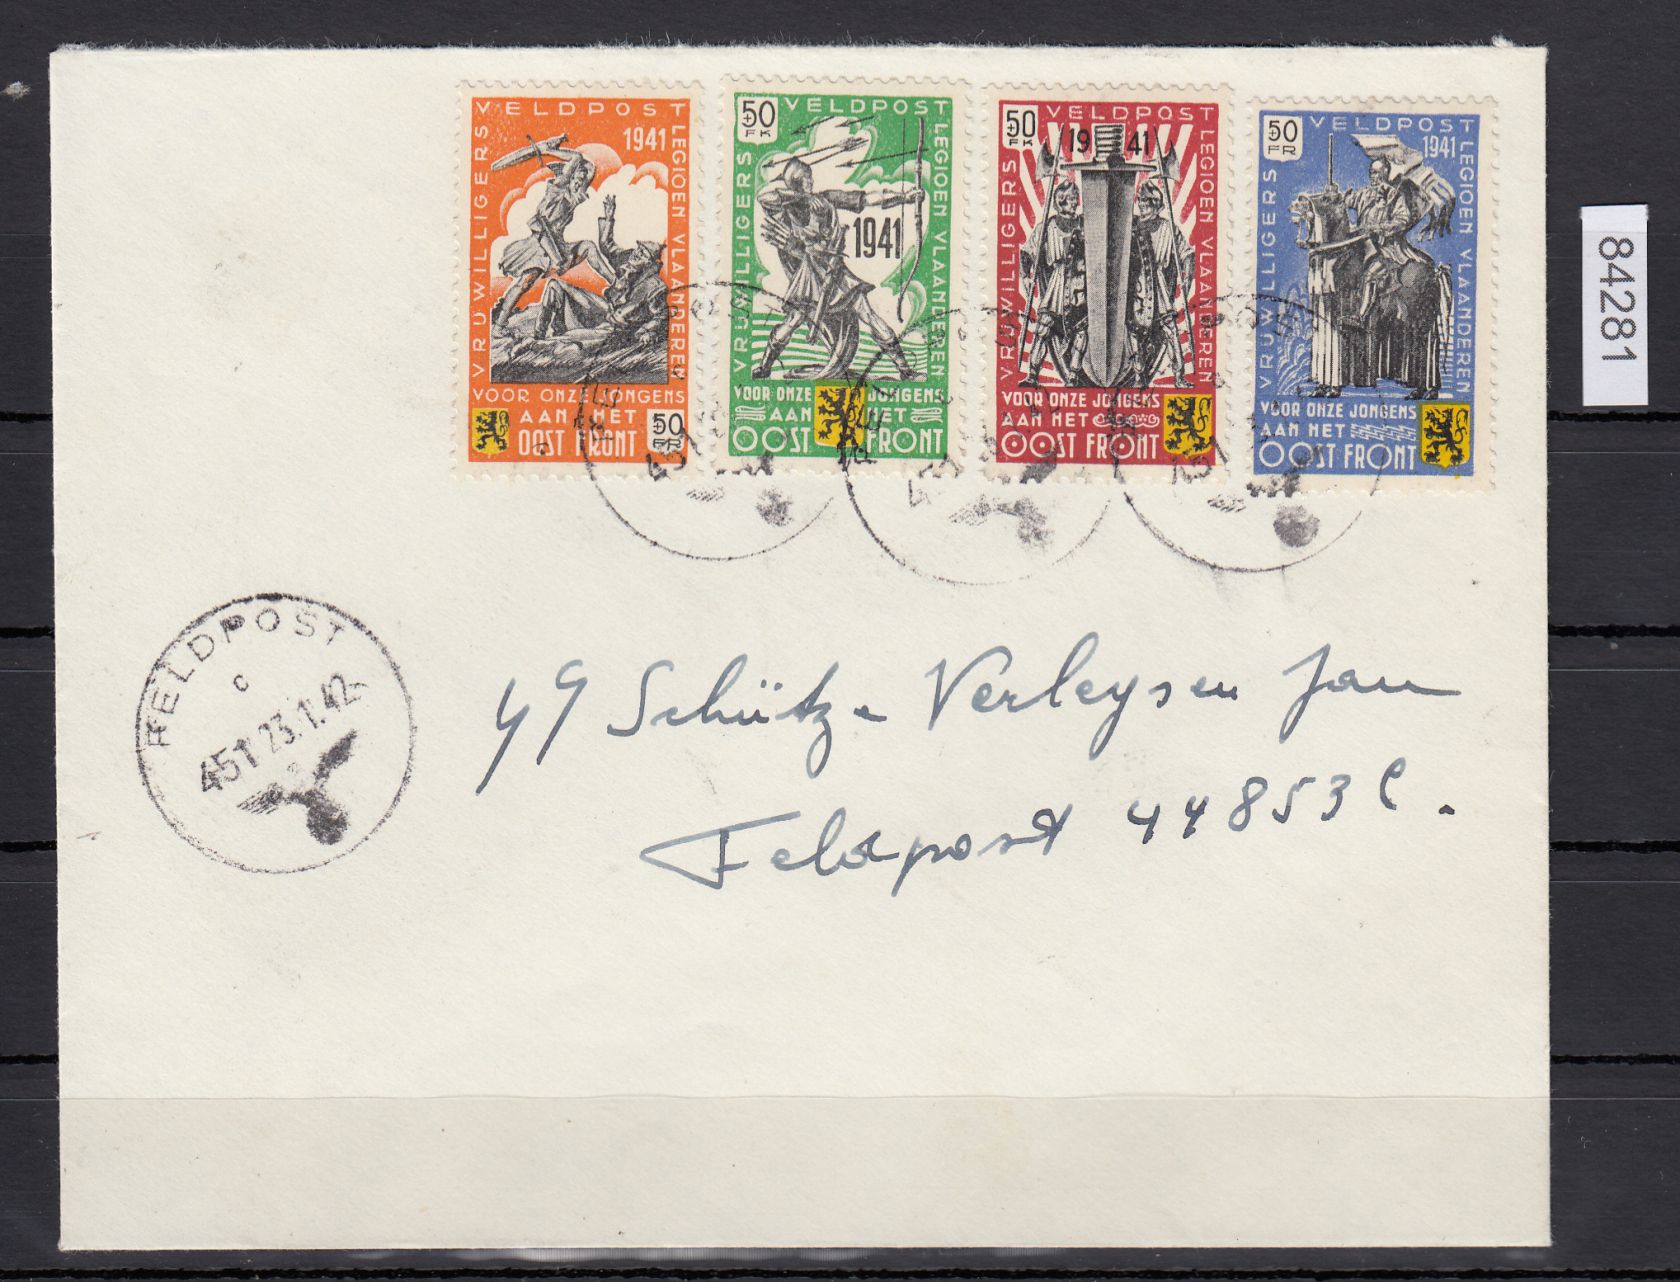 VELDPOST
1941
VRIJWILLIGERS
LEGIOEN VLAANDEREN
VOOR ONZE JONGENS
AAN HET
OOST FRONT
50
FR
50
FK
VELDPOST
VRIJWILLIGERS
LEGIOEN VLAANDEREN
1941
VOOR ONZE JONGENS
AAN HET
OOST FRONT
50
FK
VELDPOST
19 41
VRIJWILLIGERS
LEGIOEN VLAANDEREN
VOOR ONZE JONGENS
AAN HET
OOST FRONT
50
FR
VELDPOST
1941
VRIJWILLIGERS
LEGIOEN VLAANDEREN
VOOR ONZE JONGENS
AAN HET
OOST FRONT
84281
FELDPOST
c
451 23.1.42
Schütze Verleysen Jan
Feldpost 44853 C.